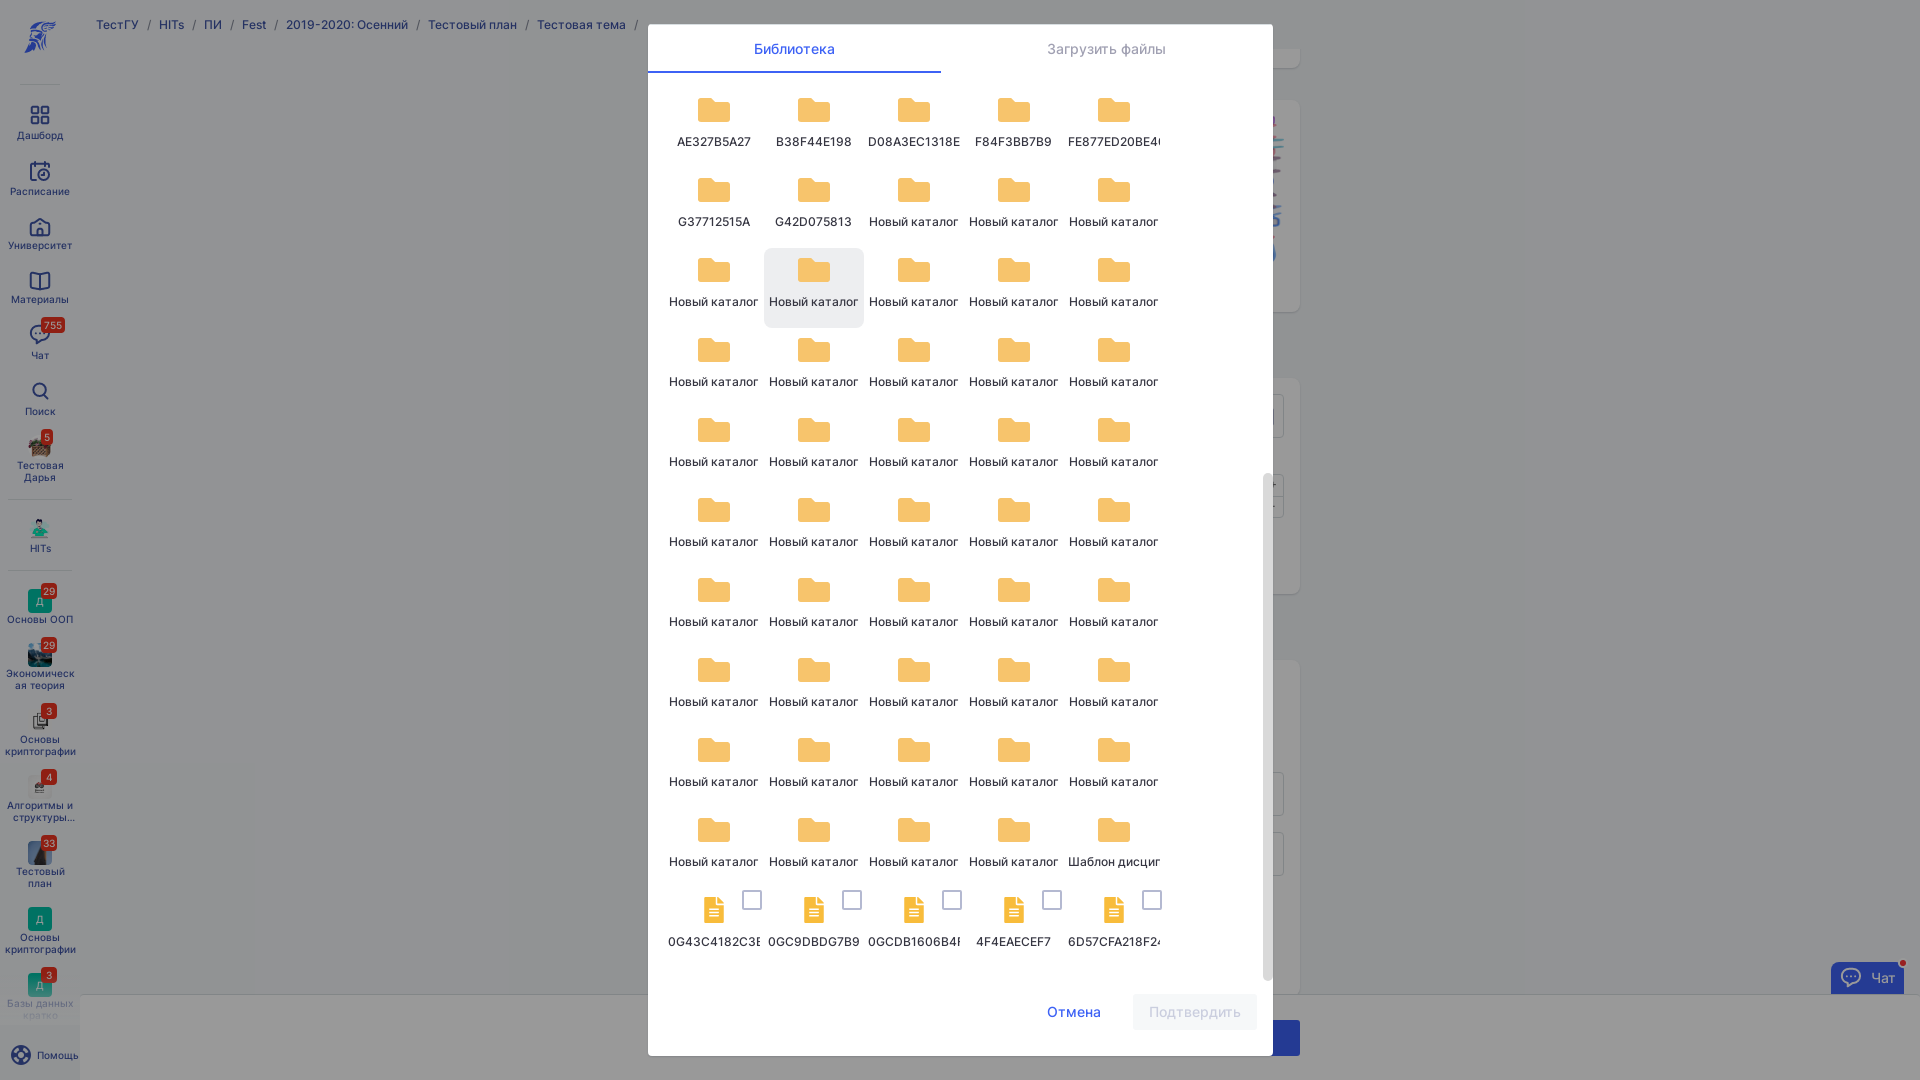 ТестГУ / HITs / ПИ / Fest / 2019-2020: Осенний / Тестовый план / Тестовая тема /
Дашборд
Расписание
Университет
Материалы
755
Чат
Поиск
5
Тестовая
Дарья
HITs
29
Д
Основы ООП
29
Экономическ
ая теория
3
Основы
криптографии
4
Алгоритмы и
структуры...
33
Тестовый
план
Д
Основы
криптографии
3
Д
Базы данных
кратко
Помощь
Библиотека Загрузить файлы
AE327B5A27 B38F44E198 D08A3EC1318E F84F3BB7B9 FE877ED20BE4
G37712515A G42D075813 Новый каталог Новый каталог Новый каталог
Новый каталог Новый каталог Новый каталог Новый каталог Новый каталог
Новый каталог Новый каталог Новый каталог Новый каталог Новый каталог
Новый каталог Новый каталог Новый каталог Новый каталог Новый каталог
Новый каталог Новый каталог Новый каталог Новый каталог Новый каталог
Новый каталог Новый каталог Новый каталог Новый каталог Новый каталог
Новый каталог Новый каталог Новый каталог Новый каталог Новый каталог
Новый каталог Новый каталог Новый каталог Новый каталог Новый каталог
Новый каталог Новый каталог Новый каталог Новый каталог Шаблон дисцип
0G43C4182C3E 0GC9DBDG7B9 0GCDB1606B4F 4F4EAECEF7 6D57CFA218F24
Отмена Подтвердить
Чат